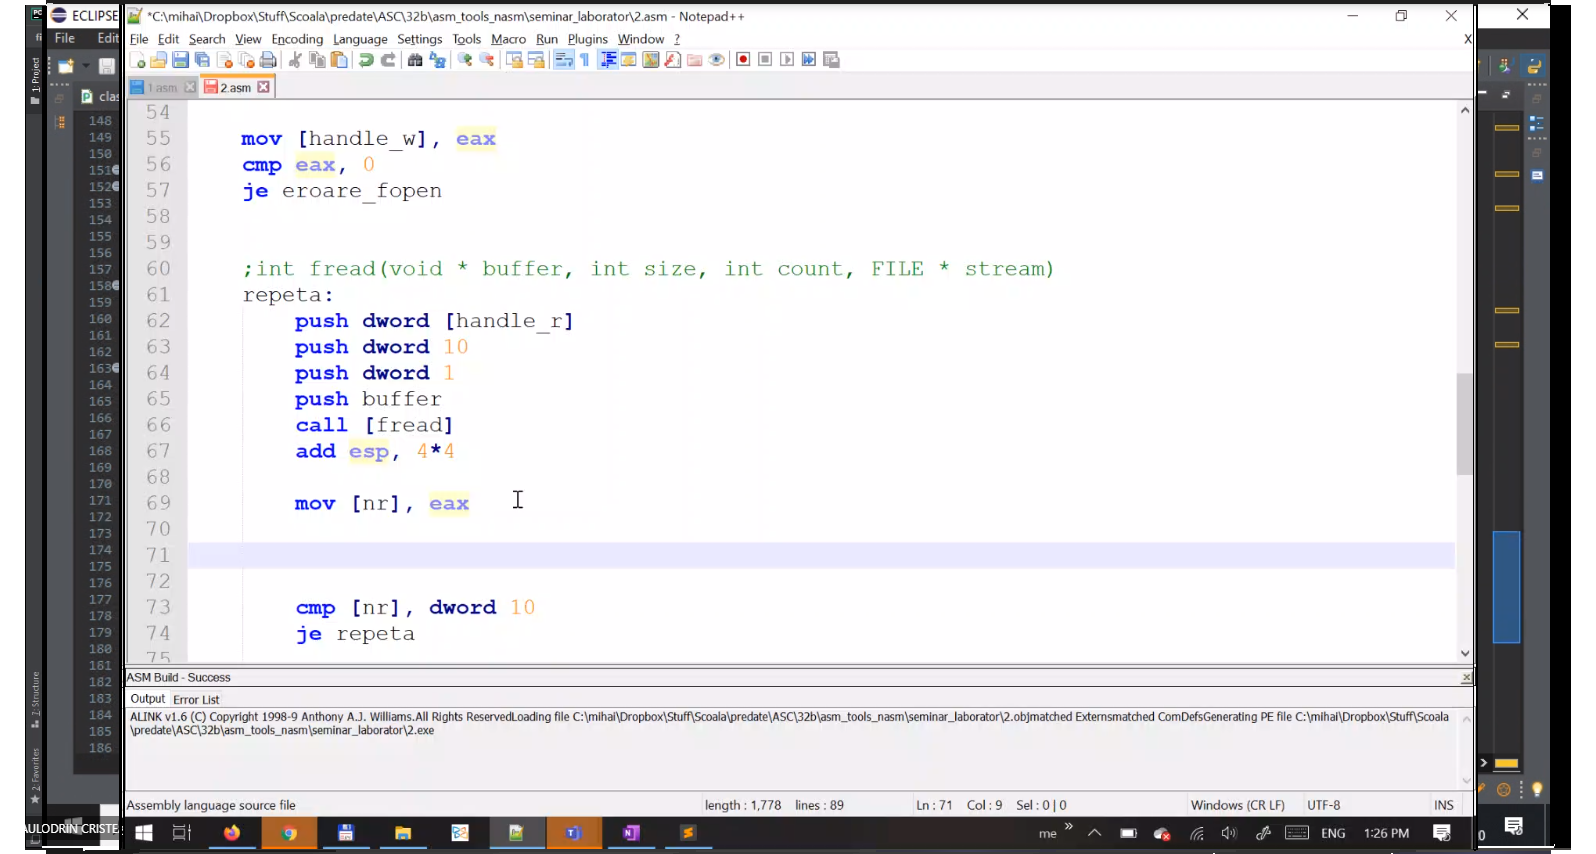 ECLIPSE
*C:\mihai\Dropbox\Stuff\Scoala\predate\ASC\32b\asm_tools_nasm\seminar_laborator\2.asm - Notepad++
File Edit
File Edit Search View Encoding Language Settings Tools Macro Run Plugins Window ? X
1: Project
1.asm 2.asm
148
149
150
151
152
153
154
155
156
157
158
159
160
161
162
163
164
165
166
167
168
169
170
171
172
173
174
175
176
177
178
179
180
181
182
183
184
185
186
54
55 mov [handle_w], eax
56 cmp eax, 0
57 je eroare_fopen
58
59
60 ;int fread(void * buffer, int size, int count, FILE * stream)
61 repeta:
62 push dword [handle_r]
63 push dword 10
64 push dword 1
65 push buffer
66 call [fread]
67 add esp, 4*4
68
69 mov [nr], eax
70
71
72
73 cmp [nr], dword 10
74 je repeta
75
7: Structure
2: Favorites
ASM Build - Success
Output Error List
ALINK v1.6 (C) Copyright 1998-9 Anthony A.J. Williams.All Rights ReservedLoading file C:\mihai\Dropbox\Stuff\Scoala\predate\ASC\32b\asm_tools_nasm\seminar_laborator\2.objmatched Externsmatched ComDefsGenerating PE file C:\mihai\Dropbox\Stuff\Scoala
\predate\ASC\32b\asm_tools_nasm\seminar_laborator\2.exe
Assembly language source file length : 1,778 lines : 89 Ln : 71 Col : 9 Sel : 0 | 0 Windows (CR LF) UTF-8 INS
AULODRIN CRISTE
me ENG 1:26 PM